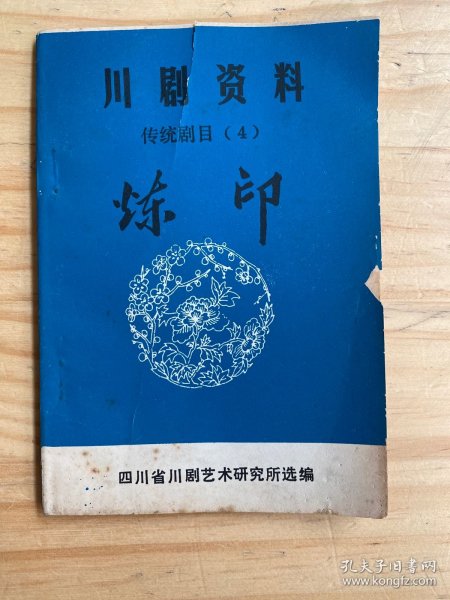 川剧资料
传统剧目（4）
炼印
四川省川剧艺术研究所选编
孔夫子旧书网
www.kongfz.com